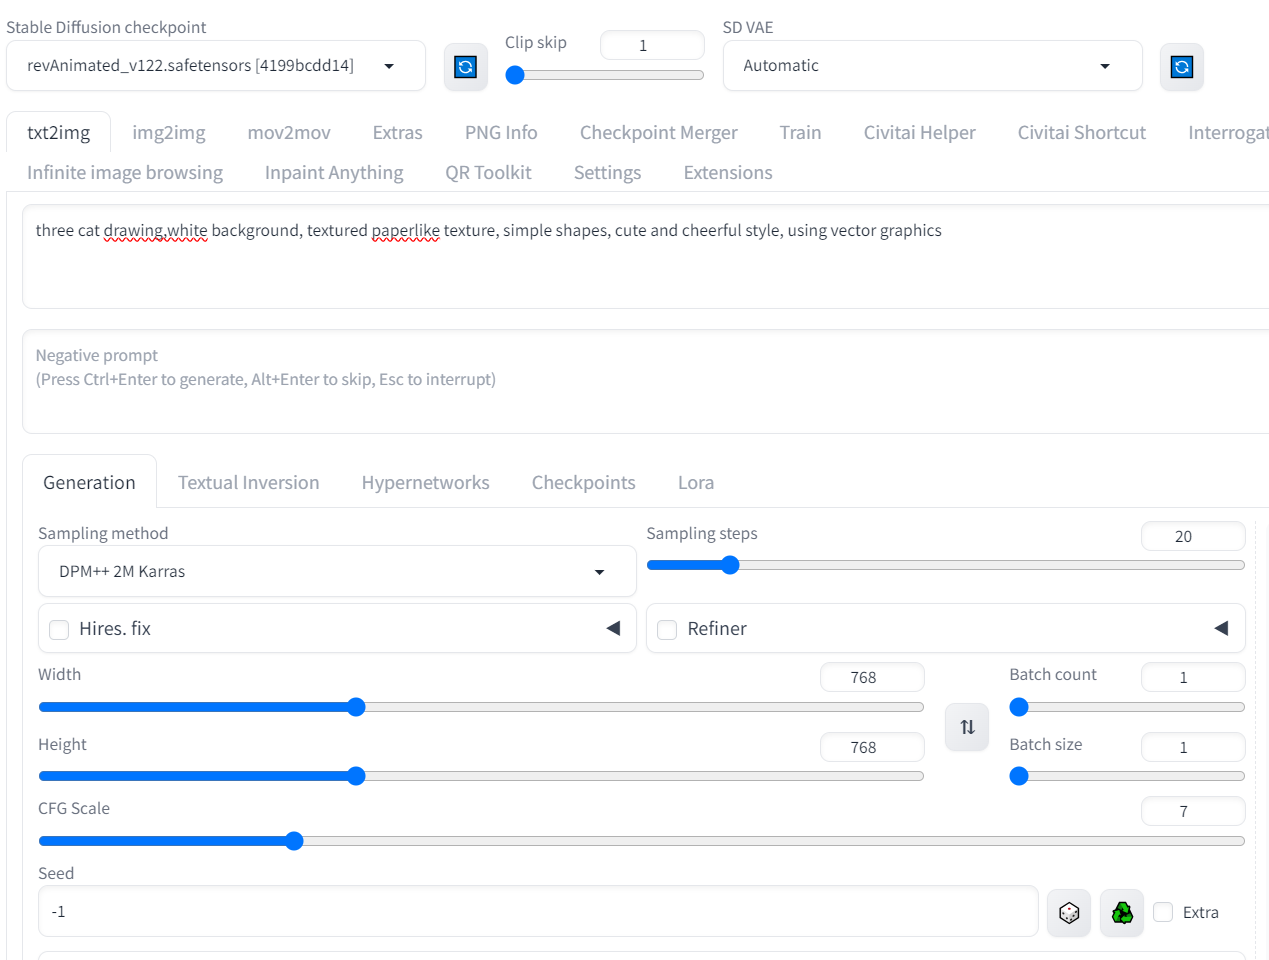 Stable Diffusion checkpoint
Clip skip
1
SD VAE
revAnimated_v122.safetensors [4199bcdd14]
Automatic
txt2img img2img mov2mov Extras PNG Info Checkpoint Merger Train Civitai Helper Civitai Shortcut Interrogat
Infinite image browsing Inpaint Anything QR Toolkit Settings Extensions
three cat drawing,white background, textured paperlike texture, simple shapes, cute and cheerful style, using vector graphics
Negative prompt
(Press Ctrl+Enter to generate, Alt+Enter to skip, Esc to interrupt)
Generation Textual Inversion Hypernetworks Checkpoints Lora
Sampling method
Sampling steps
20
DPM++ 2M Karras
Hires. fix
Refiner
Width
768
Batch count
1
Height
768
Batch size
1
CFG Scale
7
Seed
-1
Extra